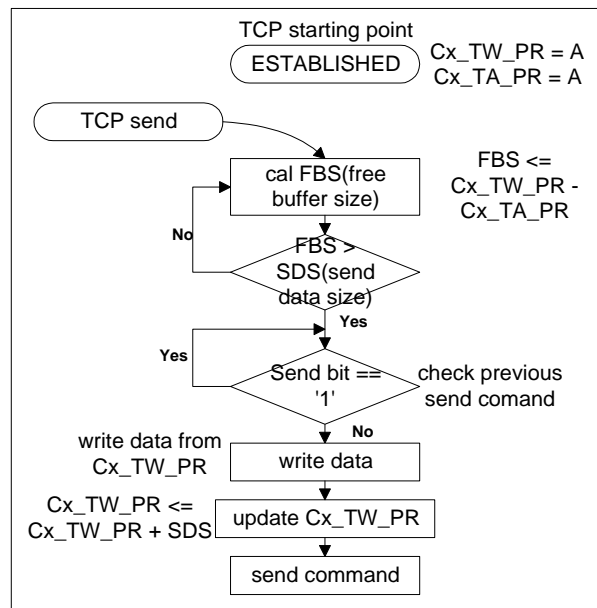 TCP starting point
ESTABLISHED
Cx_TW_PR = A
Cx_TA_PR = A
TCP send
cal FBS(free
buffer size)
FBS <=
Cx_TW_PR -
Cx_TA_PR
No
FBS >
SDS(send
data size)
Yes
Yes
Send bit ==
'1'
check previous
send comand
No
write data from
Cx_TW_PR
write data
Cx_TW_PR <=
Cx_TW_PR + SDS
update Cx_TW_PR
send command